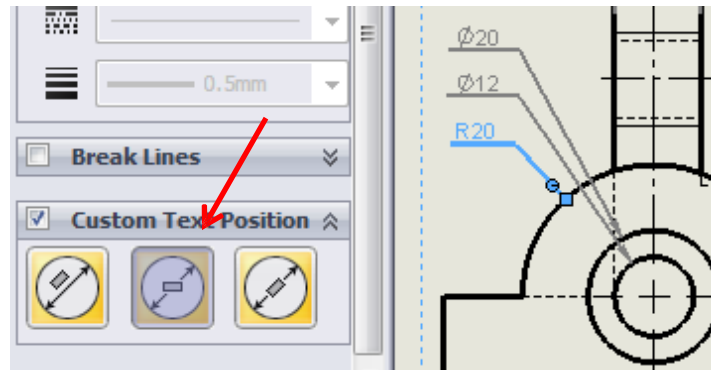 0.5mm
Break Lines
Custom Text Position
Ø20
Ø12
R20